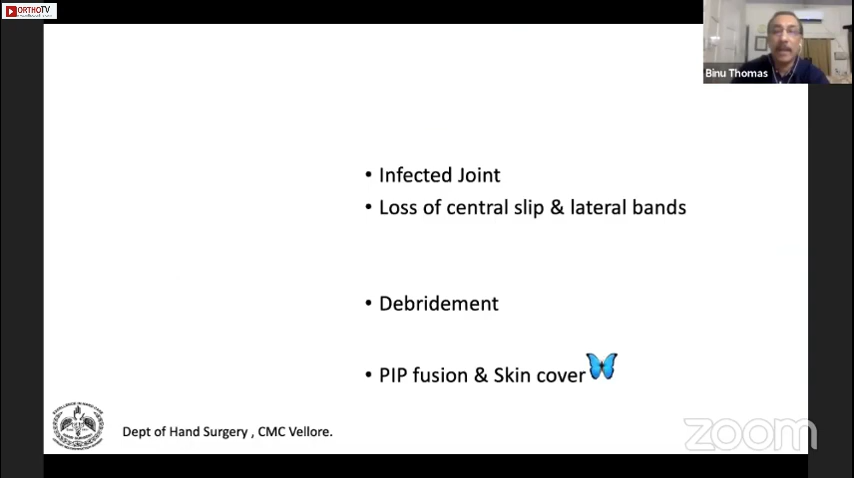 ORTHOTV
Binu Thomas
• Infected Joint
• Loss of central slip & lateral bands
• Debridement
• PIP fusion & Skin cover
Dept of Hand Surgery , CMC Vellore.
zoom